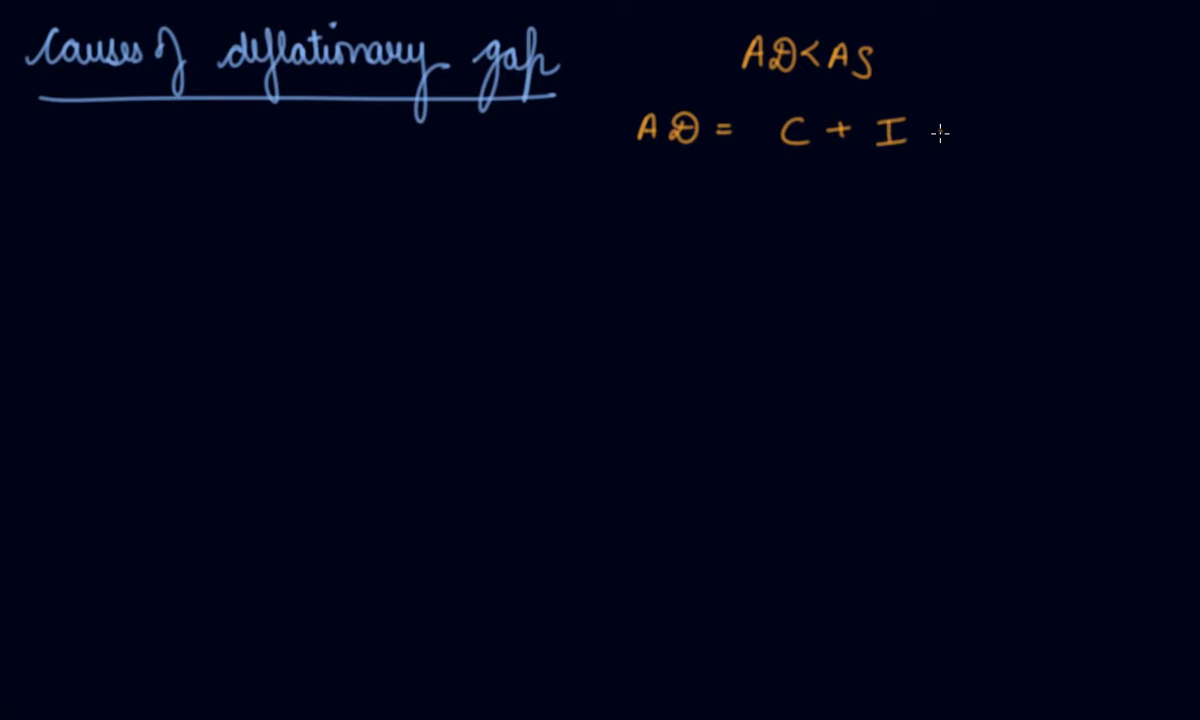 Causes of deflationary gap
AD < AS
AD = C + I